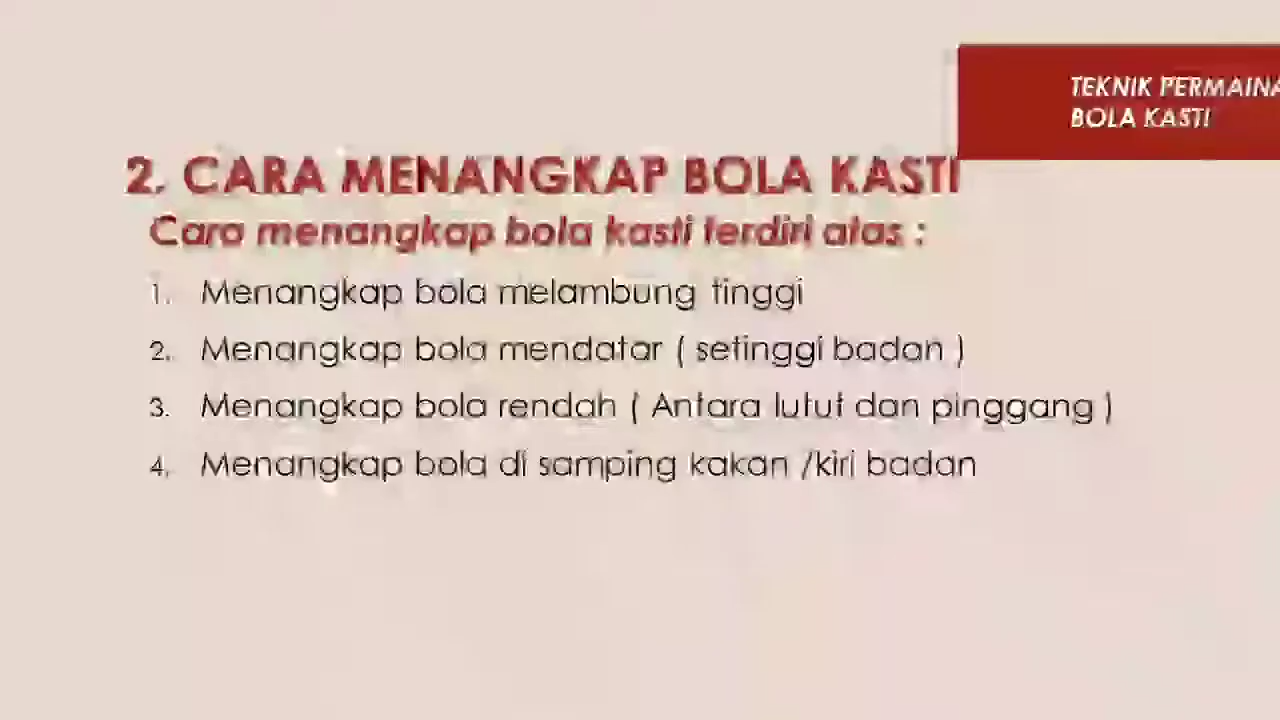 TEKNIK PERMAINA
BOLA KASTI
2. CARA MENANGKAP BOLA KASTI
Cara menangkap bola kasti terdiri atas :
1. Menangkap bola melambung tinggi
2. Menangkap bola mendatar ( setinggi badan )
3. Menangkap bola rendah ( Antara lutut dan pinggang )
4. Menangkap bola di samping kakan /kiri badan